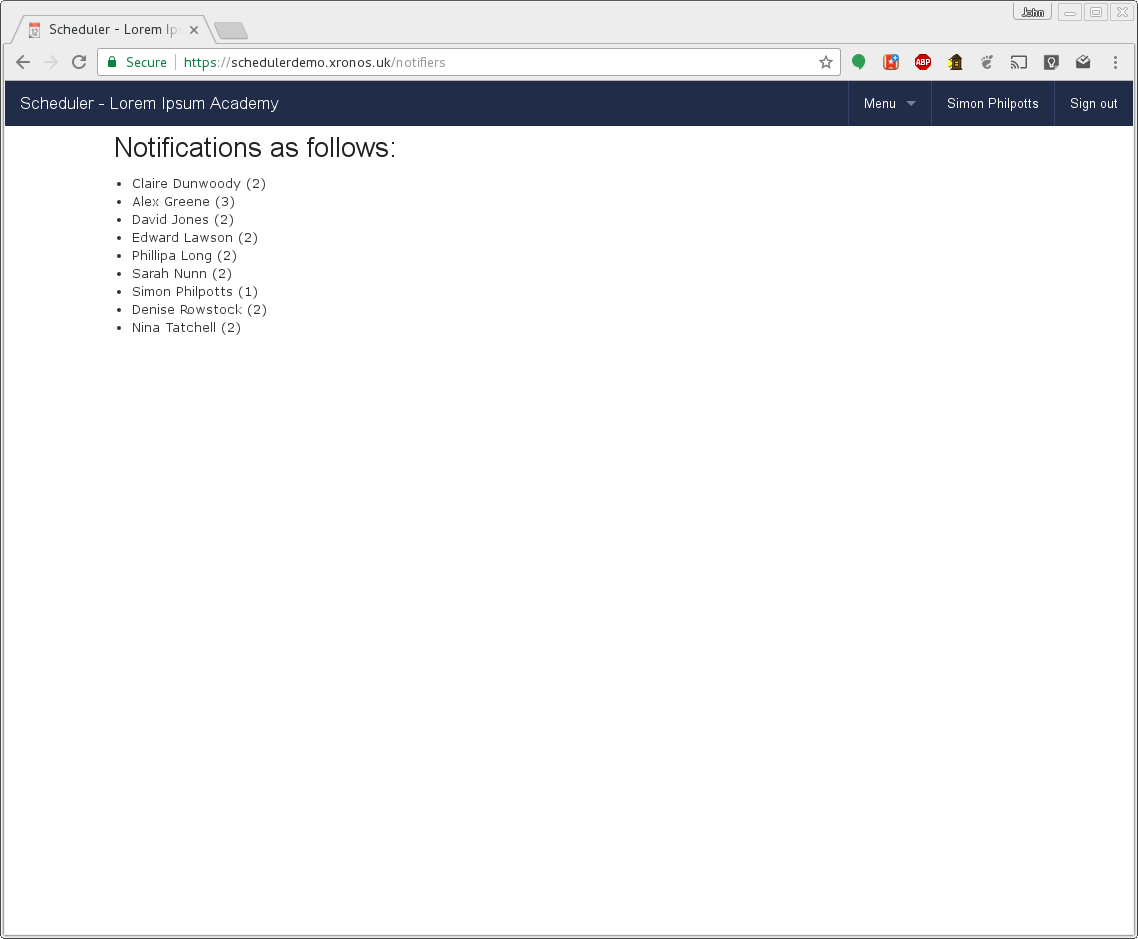 John
Scheduler - Lorem Ip
Secure
https://schedulerdemo.xronos.uk/notifiers
ABP
Scheduler - Lorem Ipsum Academy
Menu
Simon Philpotts
Sign out
Notifications as follows:
• Claire Dunwoody (2)
• Alex Greene (3)
• David Jones (2)
• Edward Lawson (2)
• Phillipa Long (2)
• Sarah Nunn (2)
• Simon Philpotts (1)
• Denise Rowstock (2)
• Nina Tatchell (2)